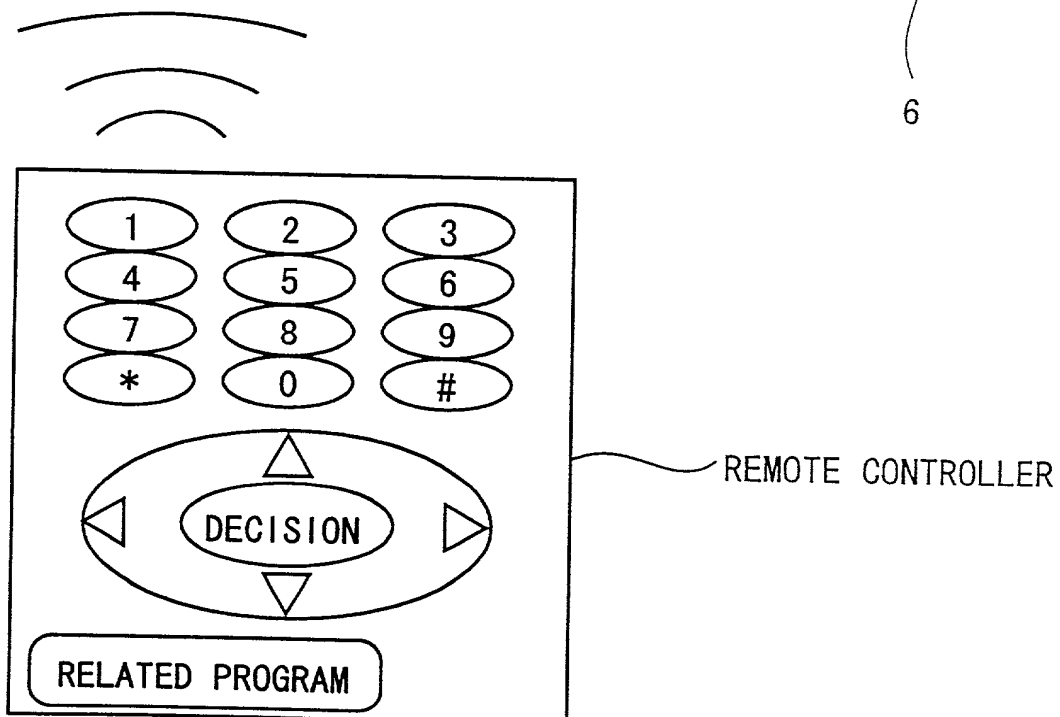 6
1 2 3
4 5 6
7 8 9
* 0 #
REMOTE CONTROLLER
DECISION
RELATED PROGRAM